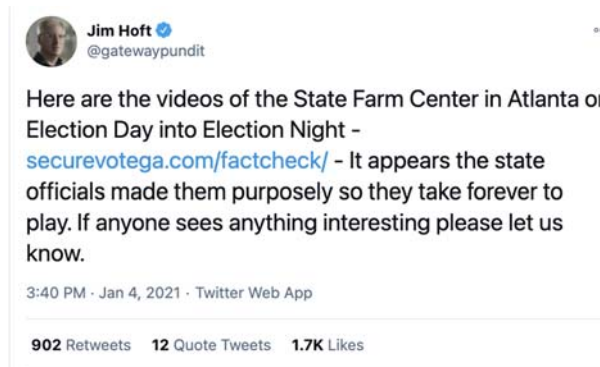 Jim Hoft
@gatewaypundit
Here are the videos of the State Farm Center in Atlanta
Election Day into Election Night -
securevotega.com/factcheck/ - It appears the state
officials made them purposely so they take forever to
play. If anyone sees anything interesting please let us
know.
3:40 PM · Jan 4, 2021 · Twitter Web App
902 Retweets 12 Quote Tweets 1.7K Likes